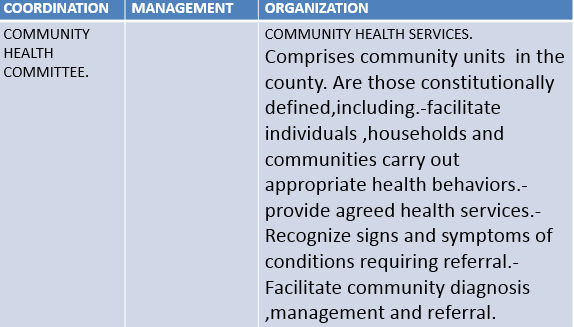 COORDINATION MANAGEMENT ORGANIZATION
COMMUNITY
HEALTH
COMMITTEE.
COMMUNITY HEALTH SERVICES.
Comprises community units  in the
county. Are those constitutionally
defined,including.-facilitate
individuals ,households and
communities carry out
appropriate health behaviors.-
provide agreed health services.-
Recognize signs and symptoms of
conditions requiring referral.-
Facilitate community diagnosis
,management and referral.